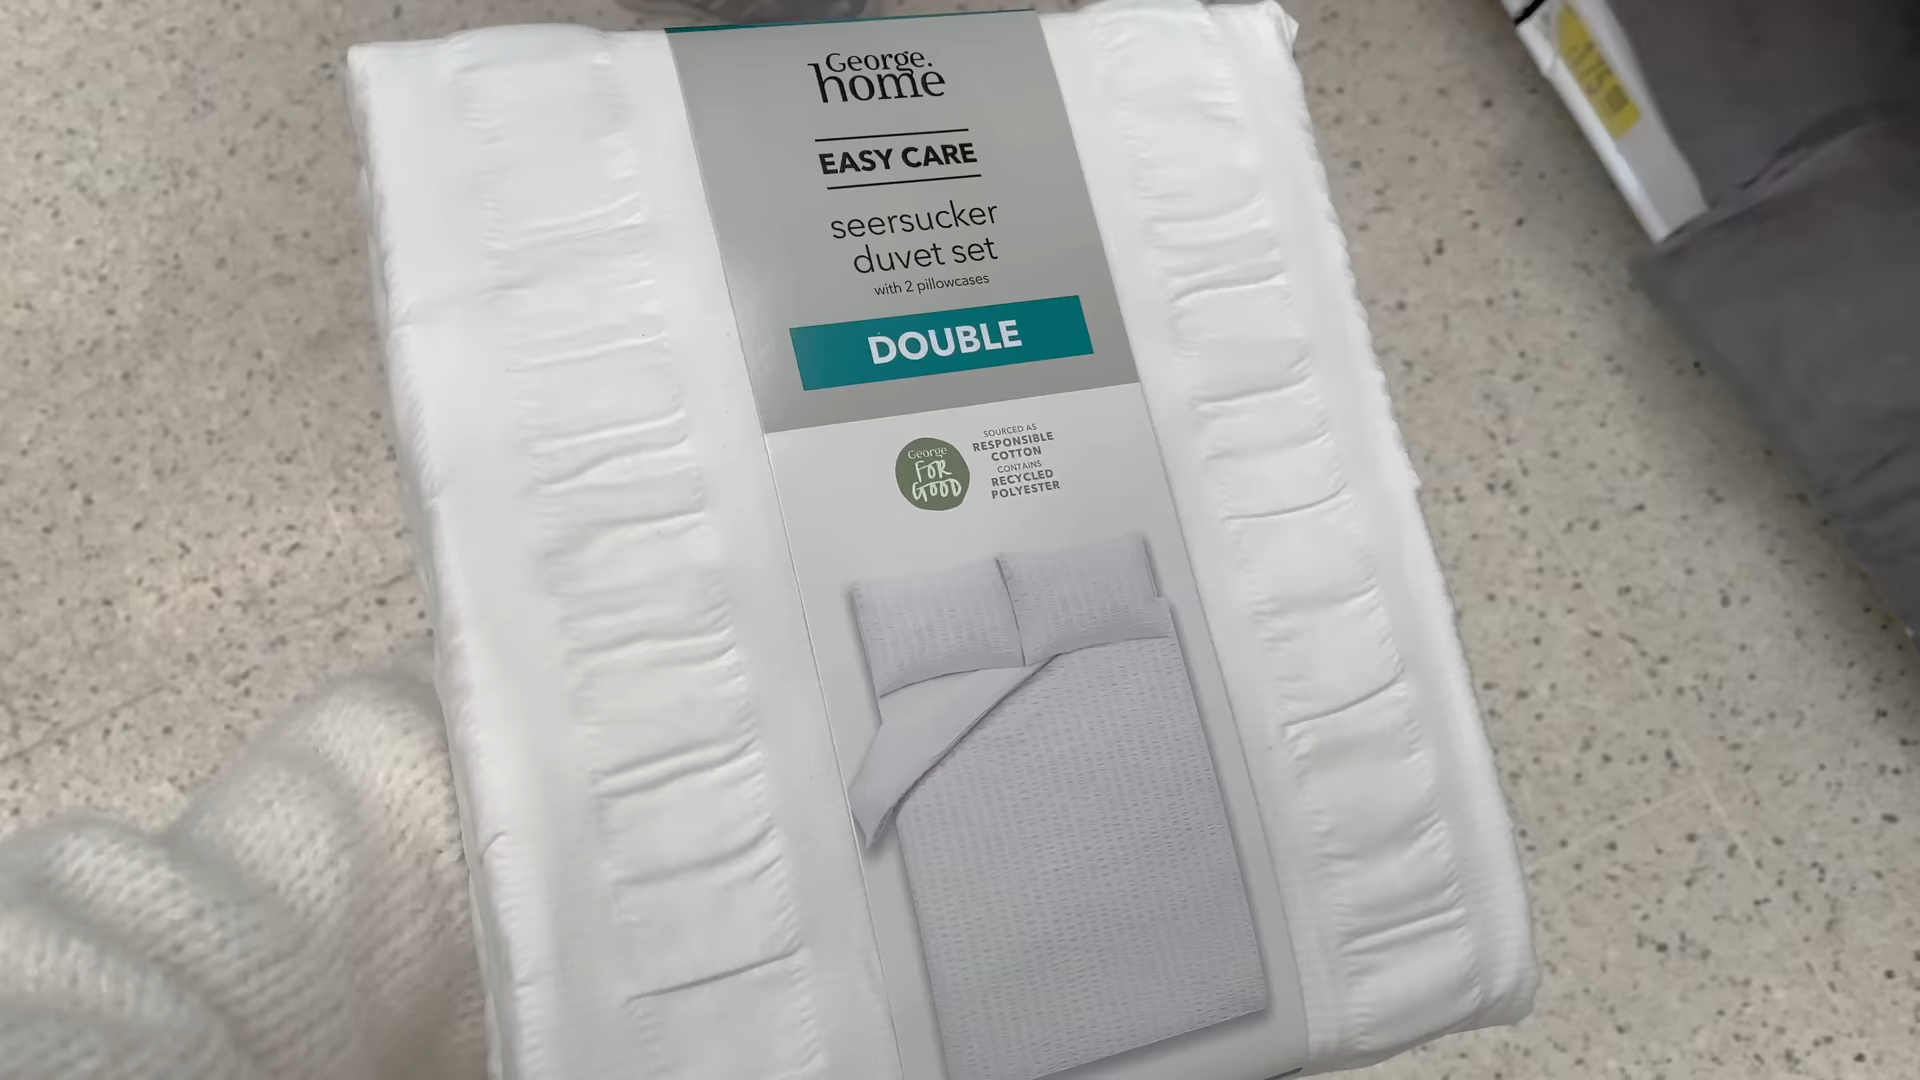 George.
home
EASY CARE
seersucker
duvet set
with 2 pillowcases
DOUBLE
George
FOR
GOOD
SOURCED AS
RESPONSIBLE
COTTON
CONTAINS
RECYCLED
POLYESTER